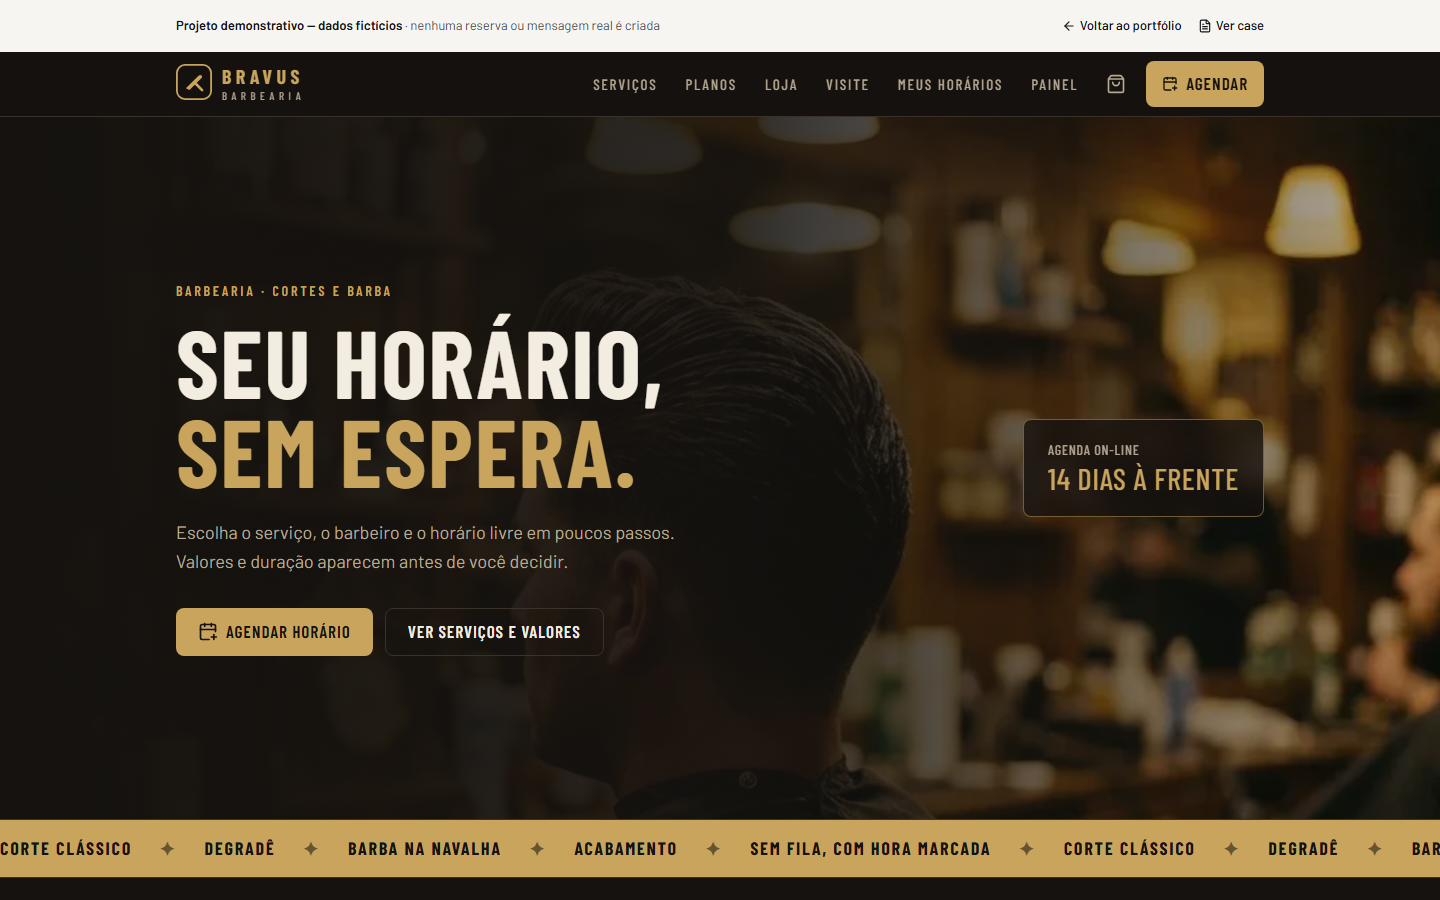 Projeto demonstrativo — dados fictícios · nenhuma reserva ou mensagem real é criada
Voltar ao portfólio
Ver case
BRAVUS
BARBEARIA
SERVIÇOS
PLANOS
LOJA
VISITE
MEUS HORÁRIOS
PAINEL
AGENDAR
BARBEARIA · CORTES E BARBA
SEU HORÁRIO,
SEM ESPERA.
Escolha o serviço, o barbeiro e o horário livre em poucos passos.
Valores e duração aparecem antes de você decidir.
AGENDAR HORÁRIO
VER SERVIÇOS E VALORES
AGENDA ON-LINE
14 DIAS À FRENTE
CORTE CLÁSSICO ✦ DEGRADÊ ✦ BARBA NA NAVALHA ✦ ACABAMENTO ✦ SEM FILA, COM HORA MARCADA ✦ CORTE CLÁSSICO ✦ DEGRADÊ ✦ BAR